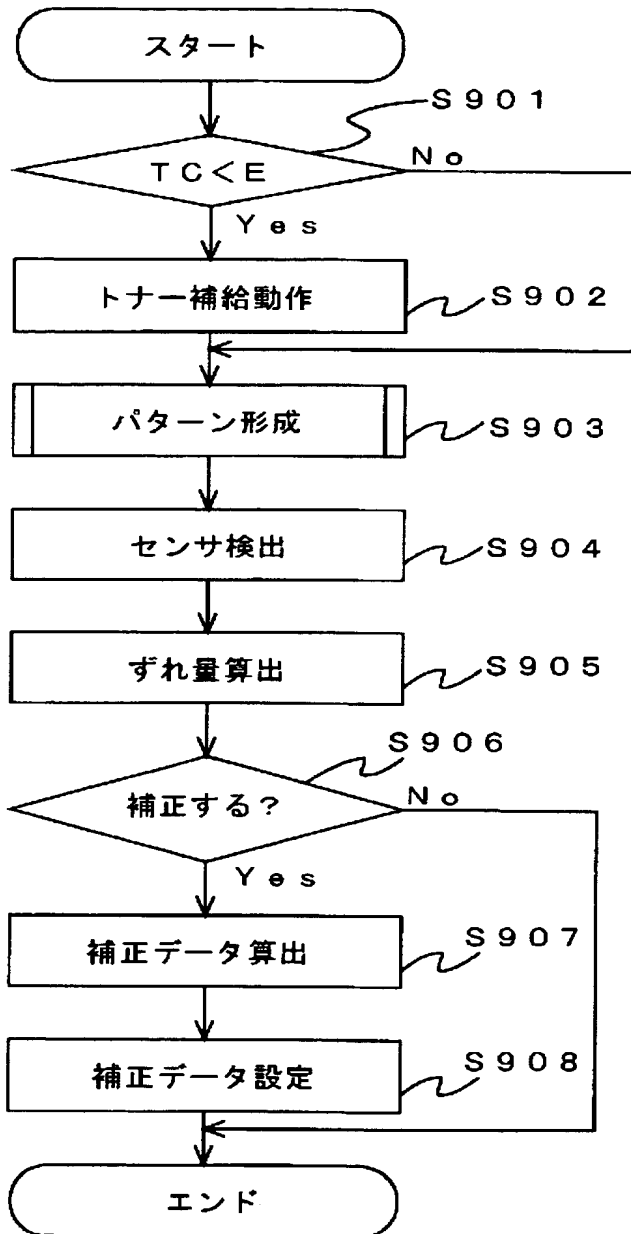 スタート
S901
TC<E
No
Yes
トナー補給動作
S902
パターン形成
S903
センサ検出
S904
ずれ量算出
S905
S906
補正する?
No
Yes
補正データ算出
S907
補正データ設定
S908
エンド